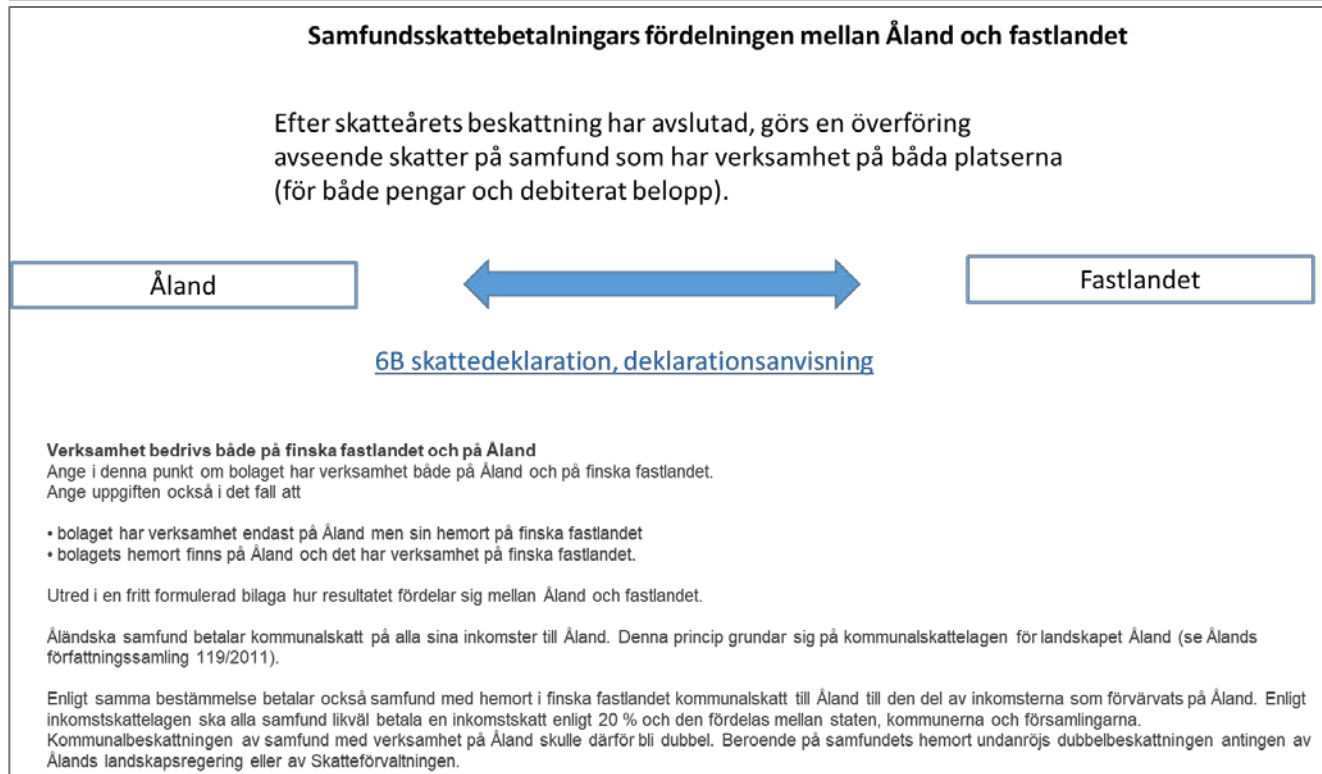 Samfundsskattebetalningars fördelningen mellan Åland och fastlandet
Efter skatteårets beskattning har avslutad, görs en överföring
avseende skatter på samfund som har verksamhet på båda platserna
(för både pengar och debiterat belopp).
Åland
Fastlandet
6B skattedeklaration, deklarationsanvisning
Verksamhet bedrivs både på finska fastlandet och på Åland
Ange i denna punkt om bolaget har verksamhet både på Åland och på finska fastlandet.
Ange uppgiften också i det fall att
• bolaget har verksamhet endast på Åland men sin hemort på finska fastlandet
• bolagets hemort finns på Åland och det har verksamhet på finska fastlandet.
Utred i en fritt formulerad bilaga hur resultatet fördelar sig mellan Åland och fastlandet.
Åländska samfund betalar kommunalskatt på alla sina inkomster till Åland. Denna princip grundar sig på kommunalskattelagen för landskapet Åland (se Ålands
författningssamling 119/2011).
Enligt samma bestämmelse betalar också samfund med hemort i finska fastlandet kommunalskatt till Åland till den del av inkomsterna som förvärvats på Åland. Enligt
inkomstskattelagen ska alla samfund likväl betala en inkomstskatt enligt 20 % och den fördelas mellan staten, kommunerna och församlingarna.
Kommunalbeskattningen av samfund med verksamhet på Åland skulle därför bli dubbel. Beroende på samfundets hemort undanröjs dubbelbeskattningen antingen av
Ålands landskapsregering eller av Skatteförvaltningen.